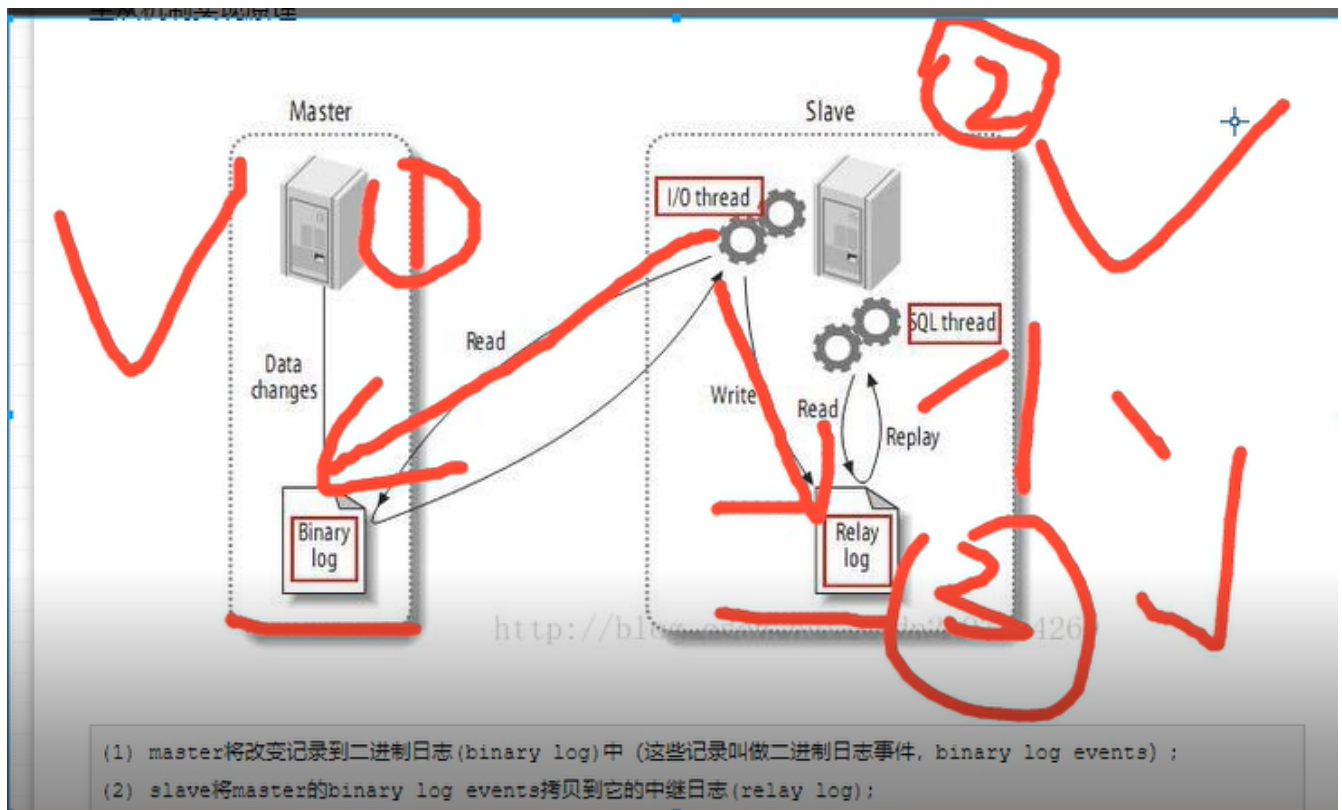 Master
Slave
I/O thread
SQL thread
Read
Data
changes
Write
Read
Replay
Binary
log
Relay
log
(1) master将改变记录到二进制日志(binary log)中（这些记录叫做二进制日志事件, binary log events）;
(2) slave将master的binary log events拷贝到它的中继日志(relay log);